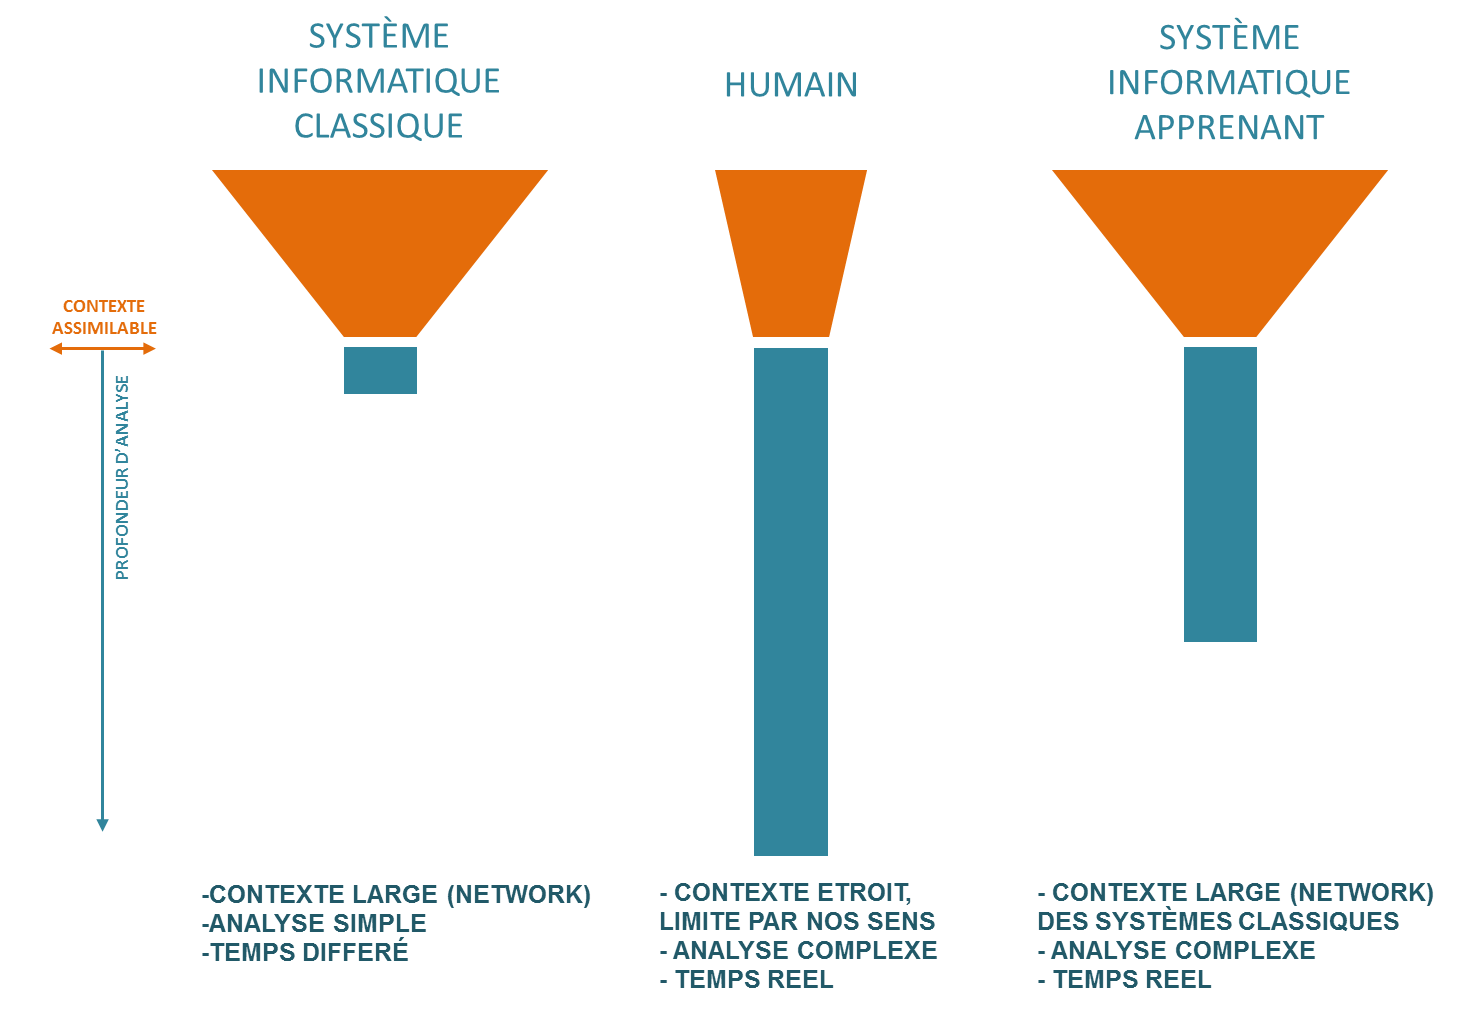 SYSTÈME
INFORMATIQUE
CLASSIQUE
HUMAIN
SYSTÈME
INFORMATIQUE
APPRENANT
CONTEXTE
ASSIMILABLE
PROFONDEUR D'ANALYSE
-CONTEXTE LARGE (NETWORK)
-ANALYSE SIMPLE
-TEMPS DIFFERÉ
- CONTEXTE ETROIT,
LIMITE PAR NOS SENS
- ANALYSE COMPLEXE
- TEMPS REEL
- CONTEXTE LARGE (NETWORK)
DES SYSTÈMES CLASSIQUES
- ANALYSE COMPLEXE
- TEMPS REEL